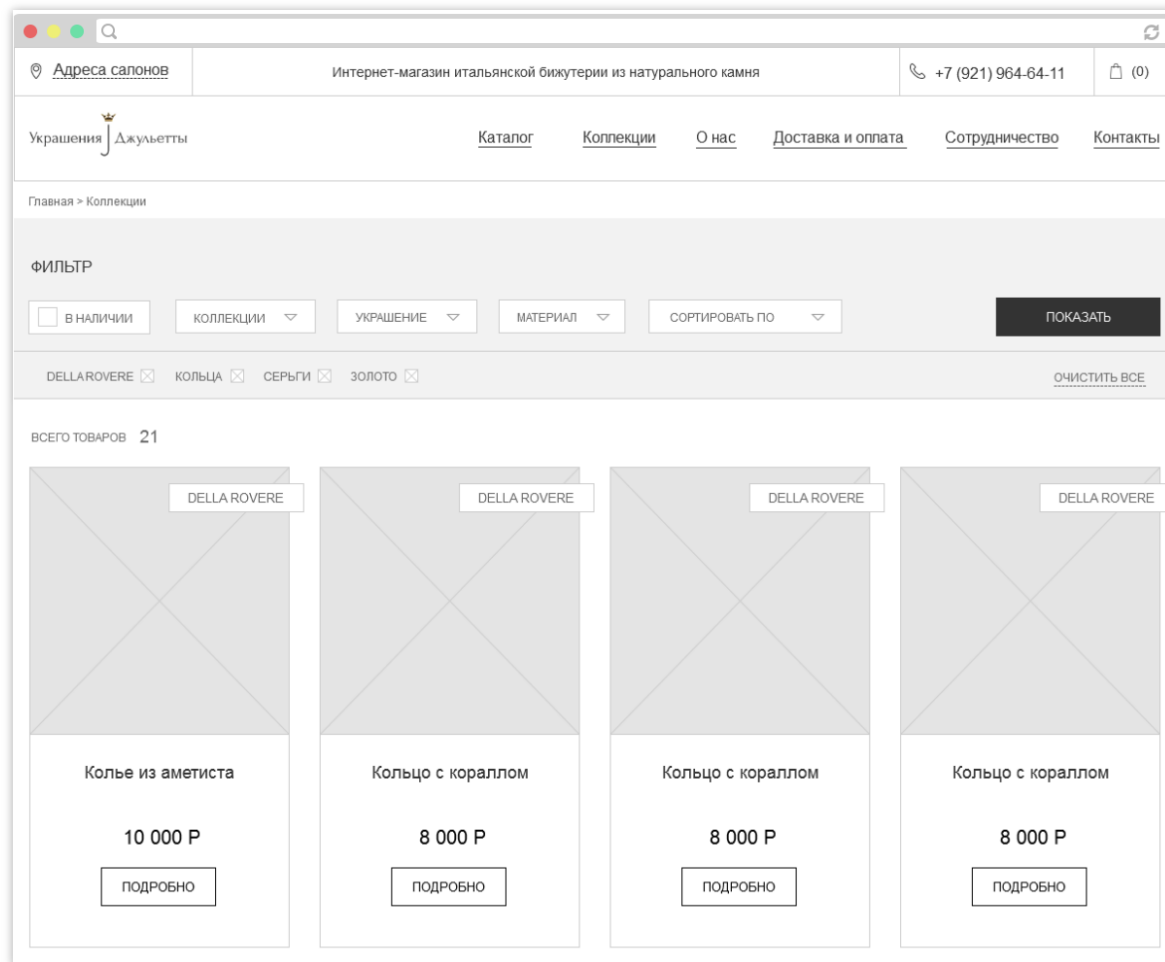 Адреса салонов Интернет-магазин итальянской бижутерии из натурального камня +7 (921) 964-64-11 (0)
Украшения Джульетты Каталог Коллекции О нас Доставка и оплата Сотрудничество Контакты
Главная > Коллекции
ФИЛЬТР
В НАЛИЧИИ КОЛЛЕКЦИИ УКРАШЕНИЕ МАТЕРИАЛ СОРТИРОВАТЬ ПО ПОКАЗАТЬ
DELLA ROVERE КОЛЬЦА СЕРЬГИ ЗОЛОТО ОЧИСТИТЬ ВСЕ
ВСЕГО ТОВАРОВ 21
DELLA ROVERE DELLA ROVERE DELLA ROVERE DELLA ROVERE
Колье из аметиста Кольцо с кораллом Кольцо с кораллом Кольцо с кораллом
10 000 Р 8 000 Р 8 000 Р 8 000 Р
ПОДРОБНО ПОДРОБНО ПОДРОБНО ПОДРОБНО